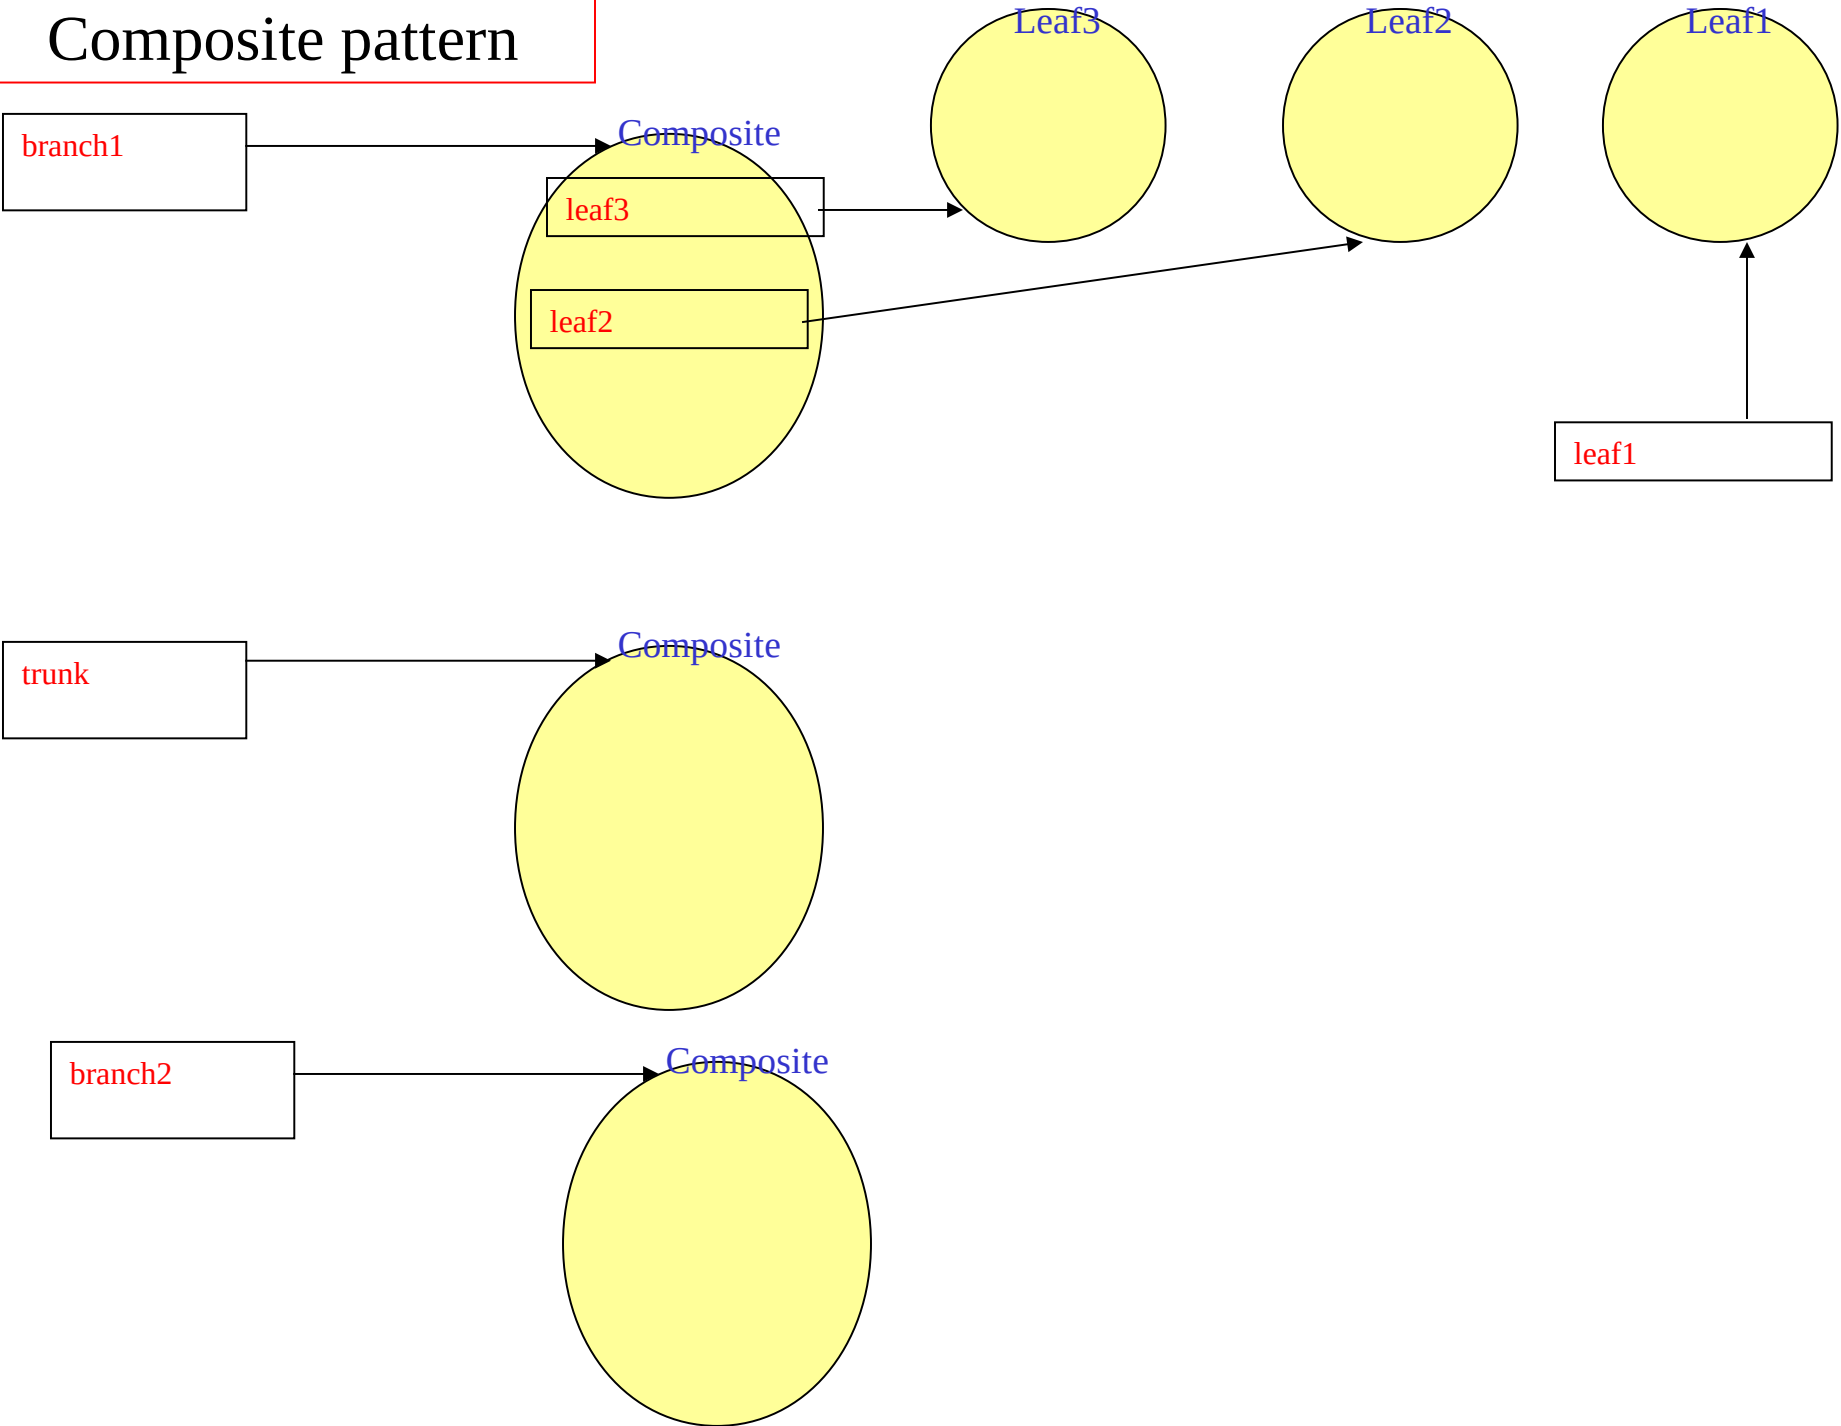 Composite pattern
Leaf3
Leaf2
Leaf1
branch1
Composite
leaf3
leaf2
leaf1
trunk
Composite
branch2
Composite